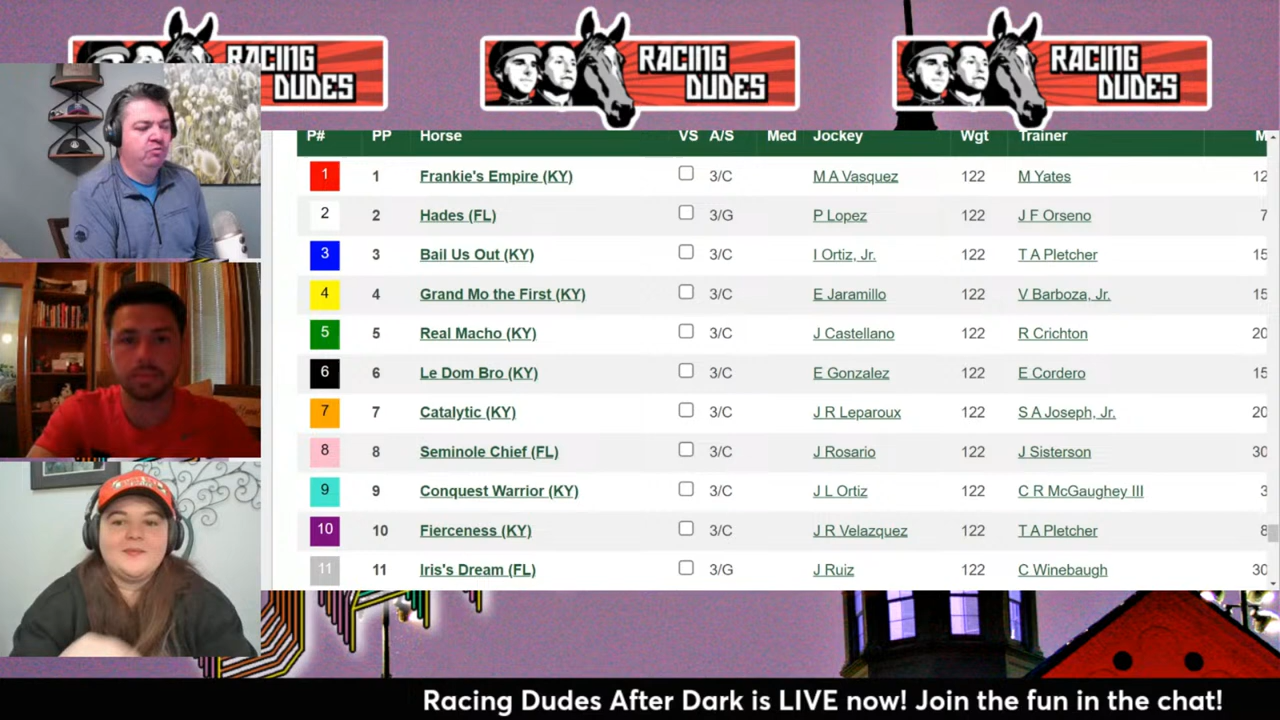 RACING
DUDES
RACING
DUDES
RACING
DUDES
P# PP Horse VS A/S Med Jockey Wgt Trainer
1 1 Frankie's Empire (KY) 3/C M A Vasquez 122 M Yates 12
2 2 Hades (FL) 3/G P Lopez 122 J F Orseno 7
3 3 Bail Us Out (KY) 3/C I Ortiz, Jr. 122 T A Pletcher 15
4 4 Grand Mo the First (KY) 3/C E Jaramillo 122 V Barboza, Jr. 15
5 5 Real Macho (KY) 3/C J Castellano 122 R Crichton 20
6 6 Le Dom Bro (KY) 3/C E Gonzalez 122 E Cordero 15
7 7 Catalytic (KY) 3/C J R Leparoux 122 S A Joseph, Jr. 20
8 8 Seminole Chief (FL) 3/C J Rosario 122 J Sisterson 30
9 9 Conquest Warrior (KY) 3/C J L Ortiz 122 C R McGaughey III 3
10 10 Fierceness (KY) 3/C J R Velazquez 122 T A Pletcher 8
11 11 Iris's Dream (FL) 3/G J Ruiz 122 C Winebaugh 30
Racing Dudes After Dark is LIVE now! Join the fun in the chat!